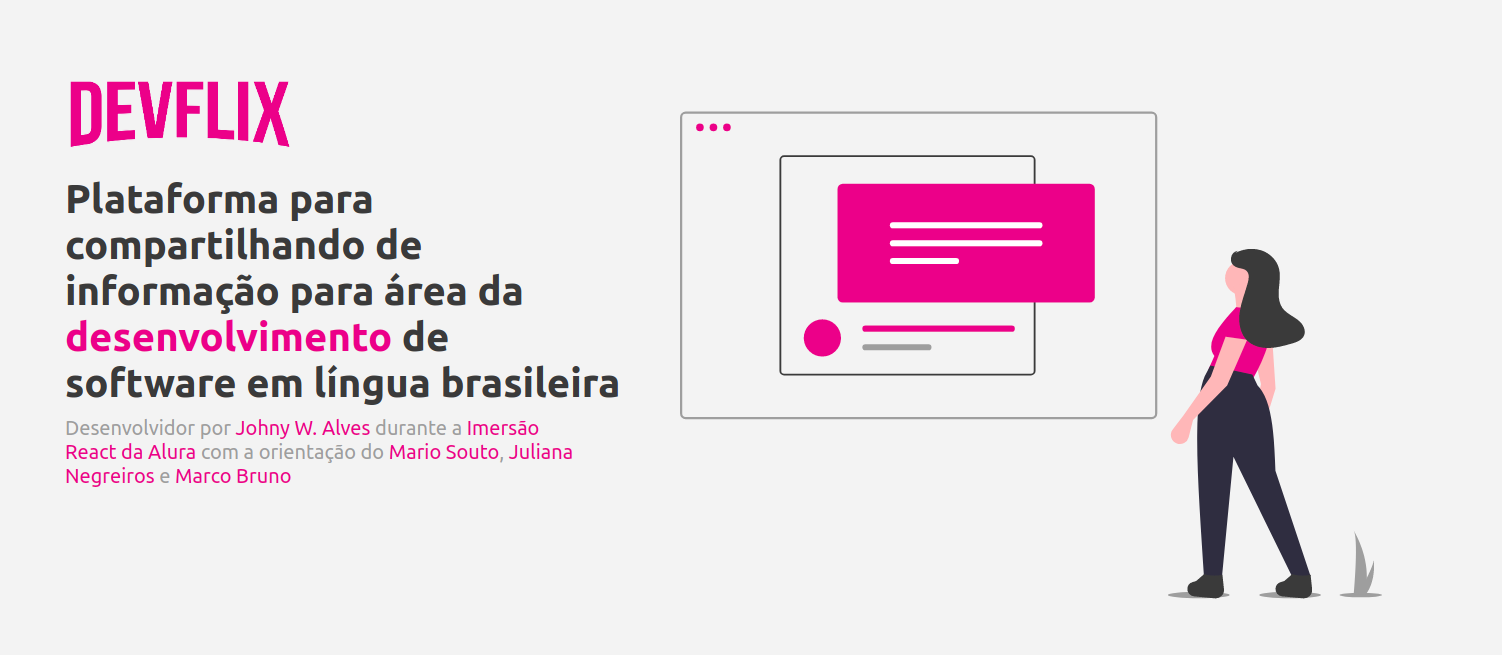 DEVFLIX
Plataforma para
compartilhando de
informação para área da
desenvolvimento de
software em língua brasileira
Desenvolvidor por Johny W. Alves durante a Imersão
React da Alura com a orientação do Mario Souto, Juliana
Negreiros e Marco Bruno